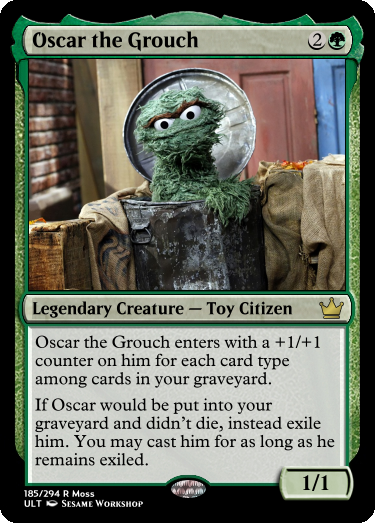 Oscar the Grouch 2
Legendary Creature — Toy Citizen
Oscar the Grouch enters with a +1/+1
counter on him for each card type
among cards in your graveyard.
If Oscar would be put into your
graveyard and didn't die, instead exile
him. You may cast him for as long as he
remains exiled.
1/1
185/294 R Moss
ULT SESAME WORKSHOP